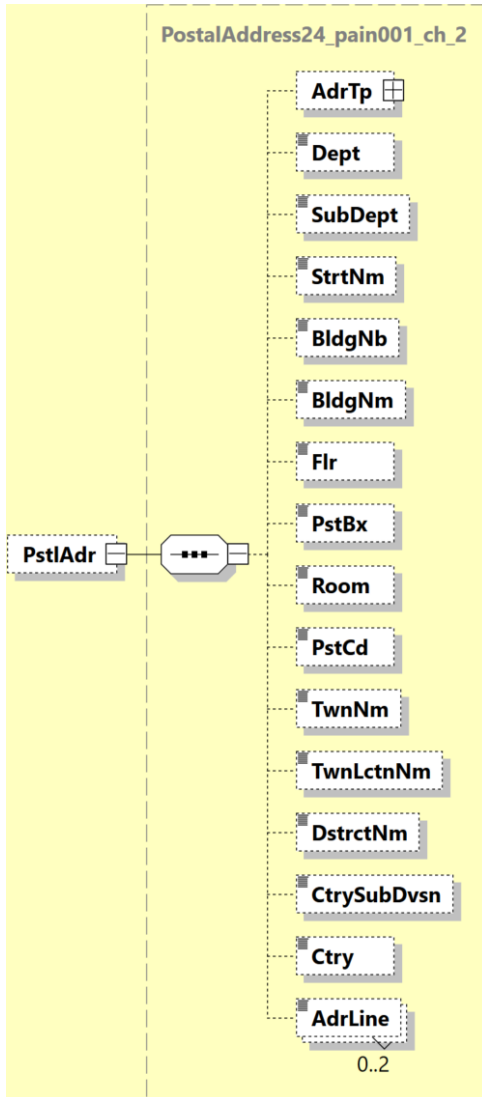 PostalAddress24_pain001_ch_2
AdrTp
Dept
SubDept
StrtNm
BldgNb
BldgNm
Flr
PstBx
PstlAdr
Room
PstCd
TwnNm
TwnLctnNm
DstrctNm
CtrySubDvsn
Ctry
AdrLine
0..2